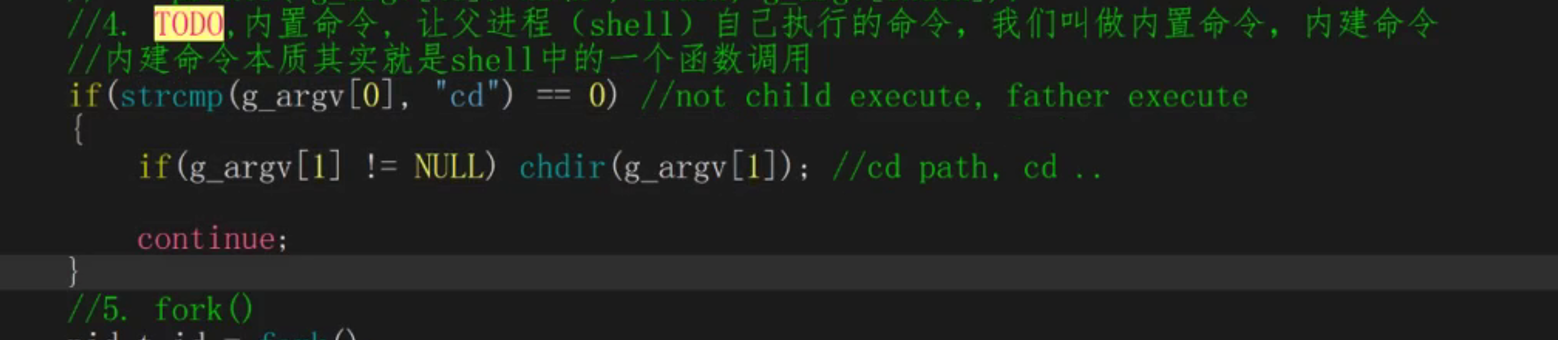 //4. TODO,内置命令, 让父进程（shell）自己执行的命令，我们叫做内置命令，内建命令
//内建命令本质其实就是shell中的一个函数调用
if(strcmp(g_argv[0], "cd") == 0) //not child execute, father execute
{
if(g_argv[1] != NULL) chdir(g_argv[1]); //cd path, cd ..
continue;
}
//5. fork()